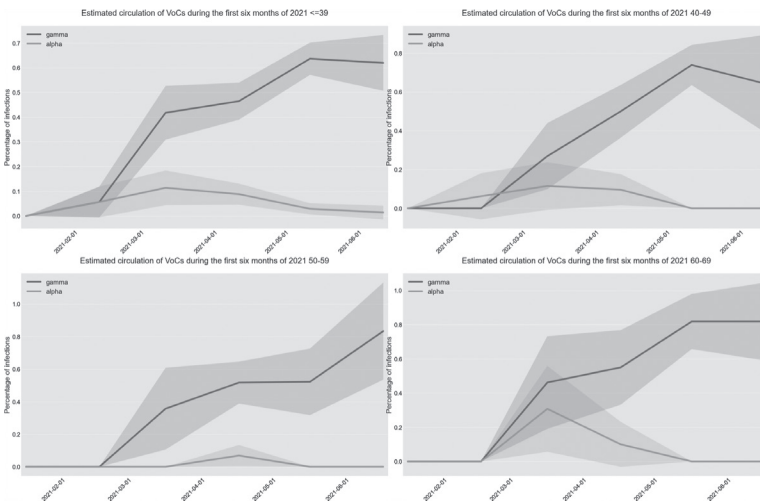 Estimated circulation of VoCs during the first six months of 2021 <=39
gamma
alpha
Percentage of infections
0.7
0.6
0.5
0.4
0.3
0.2
0.1
0.0
2021-02-01
2021-03-01
2021-04-01
2021-05-01
2021-06-01
Estimated circulation of VoCs during the first six months of 2021 40-49
gamma
alpha
Percentage of infections
0.8
0.6
0.4
0.2
0.0
2021-02-01
2021-03-01
2021-04-01
2021-05-01
2021-06-01
Estimated circulation of VoCs during the first six months of 2021 50-59
gamma
alpha
Percentage of infections
1.0
0.8
0.6
0.4
0.2
0.0
2021-02-01
2021-03-01
2021-04-01
2021-05-01
2021-06-01
Estimated circulation of VoCs during the first six months of 2021 60-69
gamma
alpha
Percentage of infections
1.0
0.8
0.6
0.4
0.2
0.0
2021-02-01
2021-03-01
2021-04-01
2021-05-01
2021-06-01